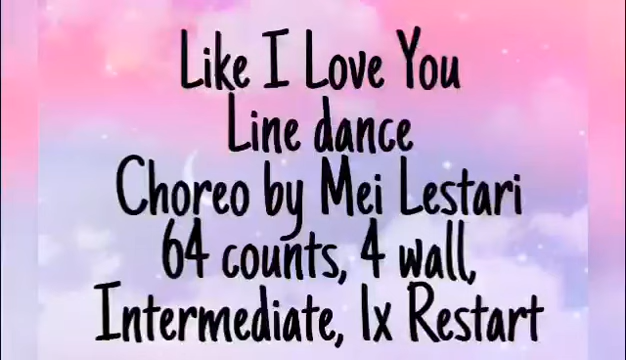 Like I Love You
Line dance
Choreo by Mei Lestari
64 counts, 4 wall,
Intermediate, 1x Restart